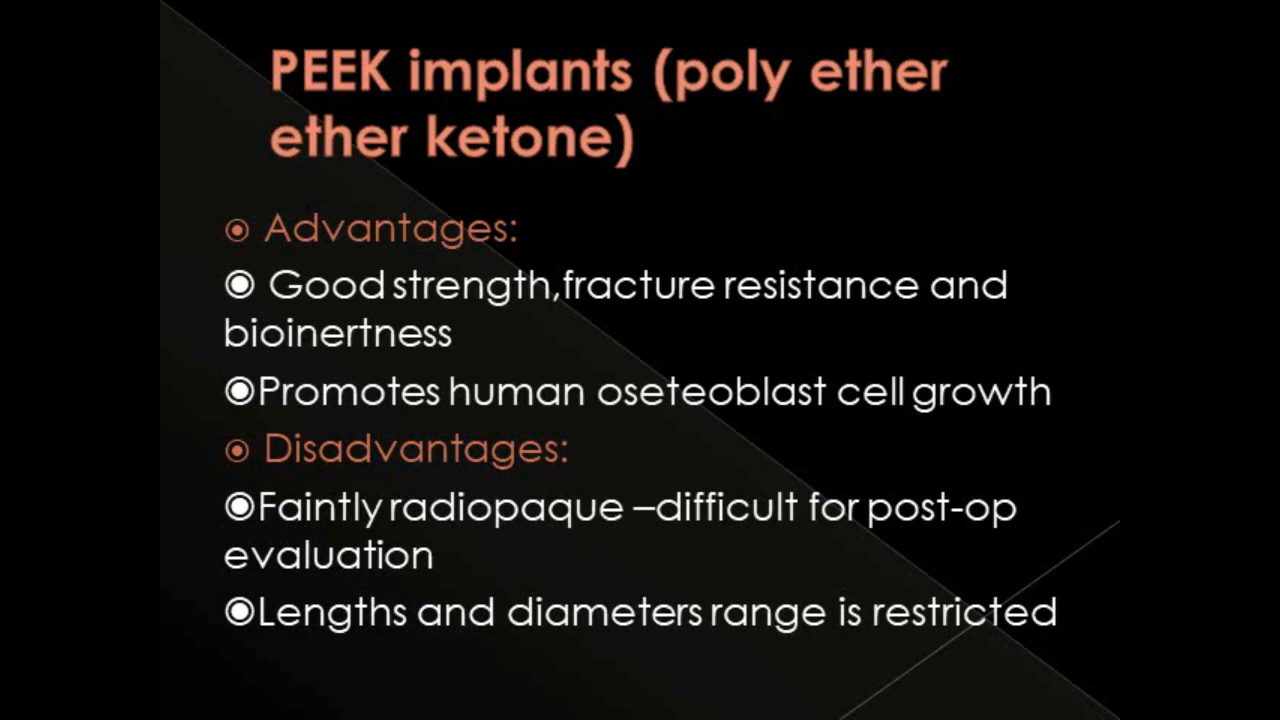 PEEK implants (poly ether
ether ketone)
Advantages:
Good strength,fracture resistance and
bioinertness
Promotes human oseteoblast cell growth
Disadvantages:
Faintly radiopaque –difficult for post-op
evaluation
Lengths and diameters range is restricted